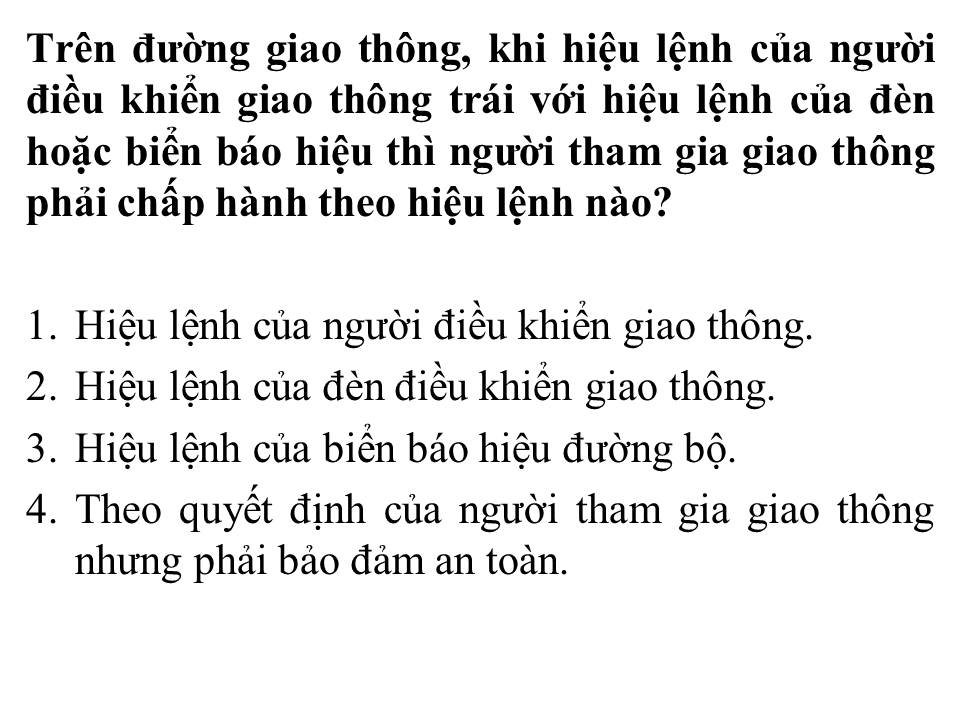 Trên đường giao thông, khi hiệu lệnh của người
điều khiển giao thông trái với hiệu lệnh của đèn
hoặc biển báo hiệu thì người tham gia giao thông
phải chấp hành theo hiệu lệnh nào?
1. Hiệu lệnh của người điều khiển giao thông.
2. Hiệu lệnh của đèn điều khiển giao thông.
3. Hiệu lệnh của biển báo hiệu đường bộ.
4. Theo quyết định của người tham gia giao thông
nhưng phải bảo đảm an toàn.